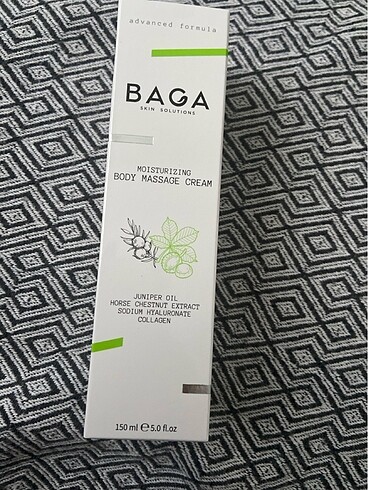 advanced formula
BAGA
SKIN SOLUTIONS
MOISTURIZING
BODY MASSAGE CREAM
JUNIPER OIL
HORSE CHESTNUT EXTRACT
SODIUM HYALURONATE
COLLAGEN
150 ml ℮ 5.0 fl.oz